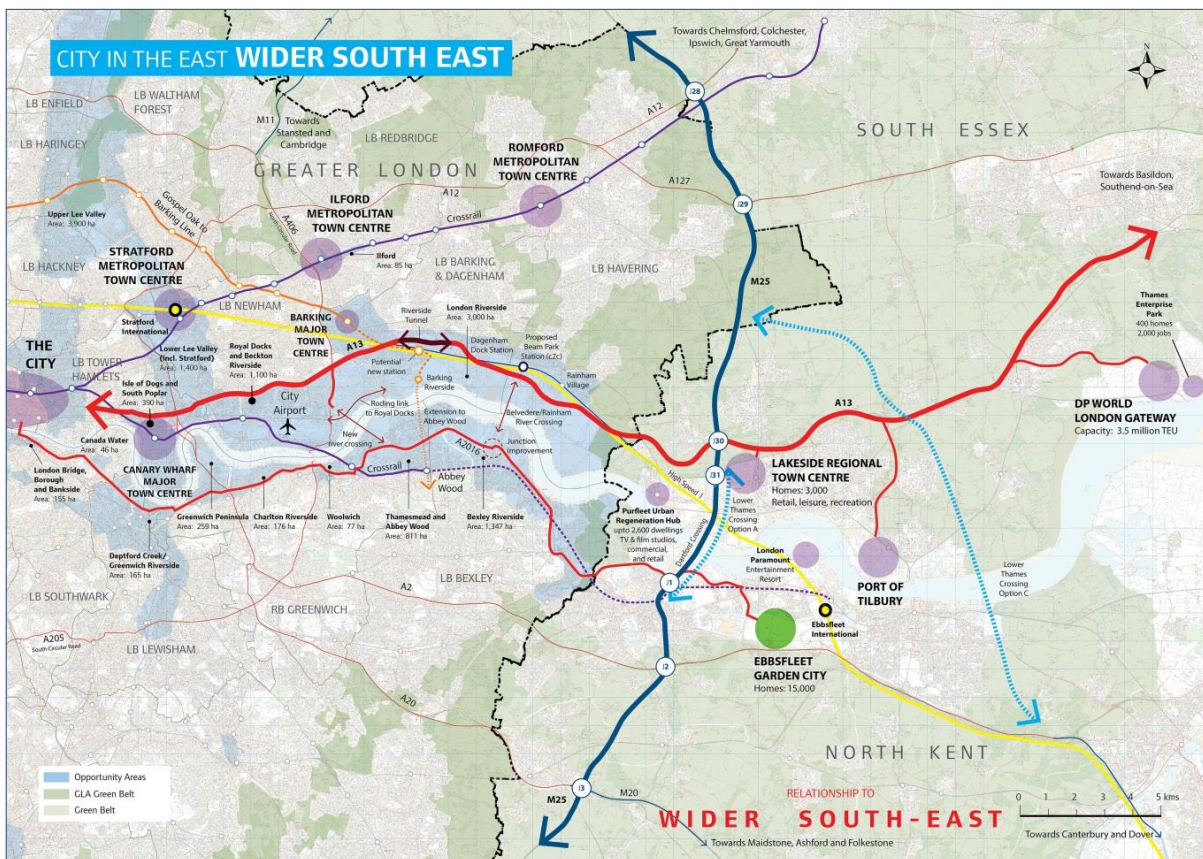 CITY IN THE EAST WIDER SOUTH EAST
Towards Chelmsford, Colchester,
Ipswich, Great Yarmouth
N
LB ENFIELD
LB WALTHAM
FOREST
M11
Towards
Stansted and
Cambridge
LB HARINGEY
LB REDBRIDGE
A12
J28
SOUTH ESSEX
GREATER LONDON
ROMFORD
METROPOLITAN
TOWN CENTRE
A127
Towards Basildon,
Southend-on-Sea
Upper Lee Valley
Area: 3,900 ha
Gospel Oak to
Barking Line
A406
North Circular Road
A12
ILFORD
METROPOLITAN
TOWN CENTRE
Crossrail
J29
STRATFORD
METROPOLITAN
TOWN CENTRE
LB HACKNEY
Ilford
Area: 85 ha
LB BARKING
& DAGENHAM
LB HAVERING
M25
LB NEWHAM
Stratford
International
BARKING
MAJOR
TOWN
CENTRE
Riverside
Tunnel
London Riverside
Area: 3,000 ha
Thames
Enterprise
Park
400 homes
2,000 jobs
THE
CITY
LB TOWER
HAMLETS
Lower Lee Valley
(incl. Stratford)
Area: 1,400 ha
Royal Docks
and Beckton
Riverside
Area: 1,100 ha
A13
Dagenham
Dock Station
Proposed
Beam Park
Station (c2c)
Potential
new station
Rainham
Village
Isle of Dogs and
South Poplar
Area: 390 ha
City
Airport
Barking
Riverside
Roding link
to Royal Docks
Extension to
Abbey Wood
Belvedere/Rainham
River Crossing
A13
DP WORLD
LONDON GATEWAY
Capacity: 3.5 million TEU
Canada Water
Area: 46 ha
New
river crossing
A2016
Junction
improvement
J30
J31
London Bridge,
Borough
and Bankside
Area: 155 ha
CANARY WHARF
MAJOR
TOWN CENTRE
Crossrail
Abbey
Wood
High Speed 1
LAKESIDE REGIONAL
TOWN CENTRE
Homes: 3,000
Retail, leisure, recreation
Greenwich Peninsula
Area: 259 ha
Charlton Riverside
Area: 176 ha
Woolwich
Area: 77 ha
Thamesmead and
Abbey Wood
Area: 811 ha
Bexley Riverside
Area: 1,347 ha
Purfleet Urban
Regeneration Hub
upto 2,600 dwellings
TV & film studios,
commercial,
and retail
Lower
Thames
Crossing
Option A
Dartford Crossing
Deptford Creek/
Greenwich Riverside
Area: 165 ha
London
Paramount
Entertainment
Resort
PORT OF
TILBURY
Lower
Thames
Crossing
Option C
A2
LB BEXLEY
J1
LB SOUTHWARK
RB GREENWICH
Ebbsfleet
International
A205
South Circular Road
LB LEWISHAM
J2
EBBSFLEET
GARDEN CITY
Homes: 15,000
A20
NORTH KENT
Opportunity Areas
GLA Green Belt
Green Belt
J3
M25
M20
RELATIONSHIP TO
WIDER SOUTH-EAST
0 1 2 3 4 5 kms
Towards Maidstone, Ashford and Folkestone
Towards Canterbury and Dover